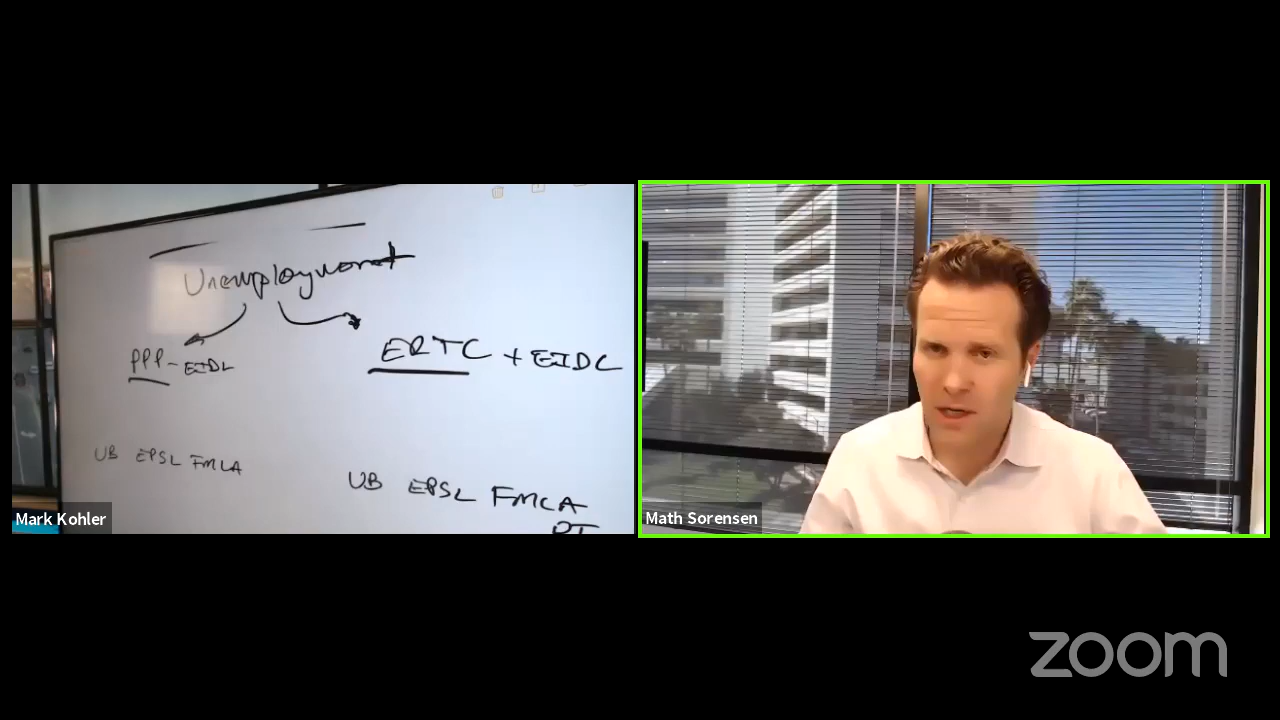 Unemployment
PPP - EIDL
ERTC + EIDL
UB EPSL FMLA
UB EPSL FMLA
Mark Kohler
Math Sorensen
zoom